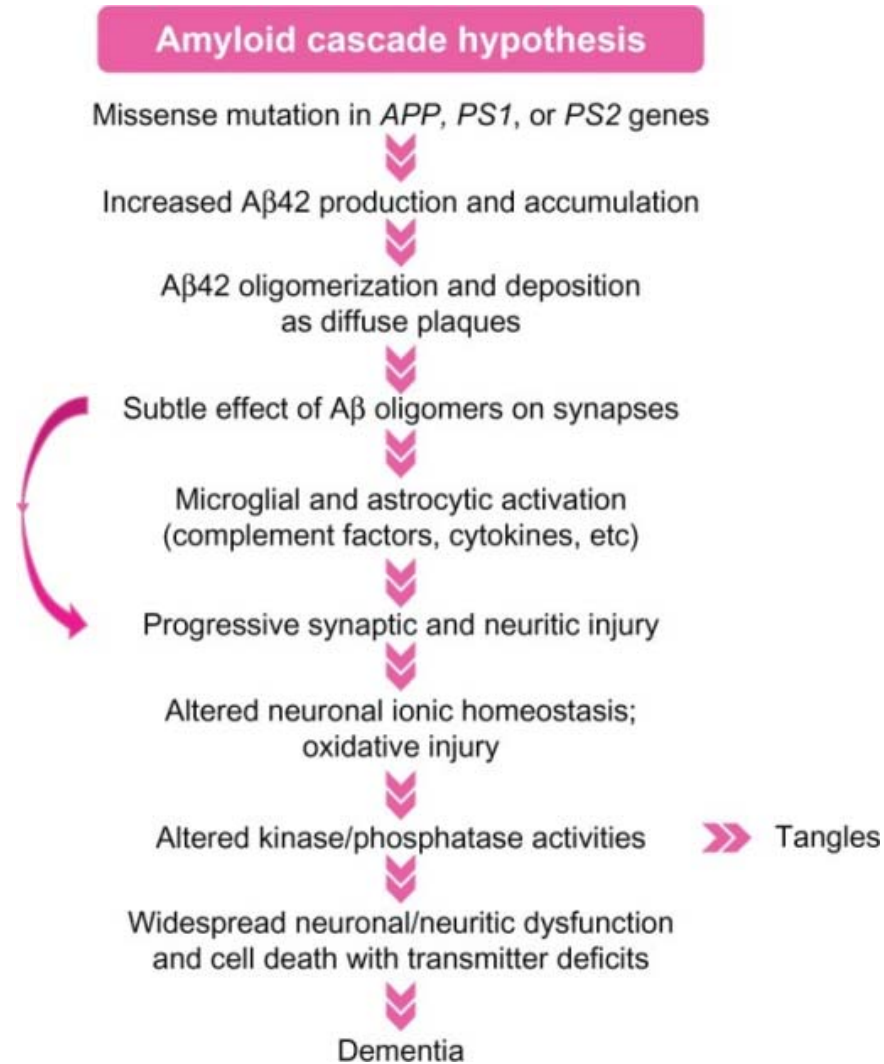 Amyloid cascade hypothesis
Missense mutation in APP, PS1, or PS2 genes
Increased Aβ42 production and accumulation
Aβ42 oligomerization and deposition
as diffuse plaques
Subtle effect of Aβ oligomers on synapses
Microglial and astrocytic activation
(complement factors, cytokines, etc)
Progressive synaptic and neuritic injury
Altered neuronal ionic homeostasis;
oxidative injury
Altered kinase/phosphatase activities
Tangles
Widespread neuronal/neuritic dysfunction
and cell death with transmitter deficits
Dementia